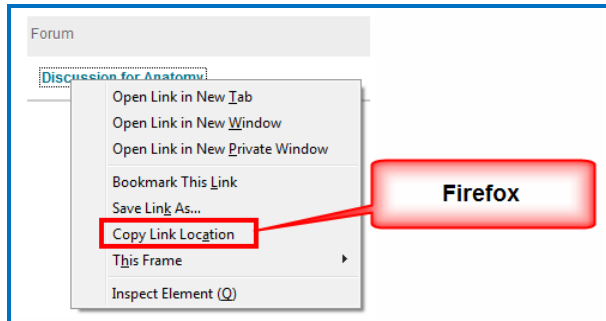 Forum
Discussion for Anatomy
Open Link in New Tab
Open Link in New Window
Open Link in New Private Window
Bookmark This Link
Save Link As...
Copy Link Location
This Frame
Inspect Element (Q)
Firefox